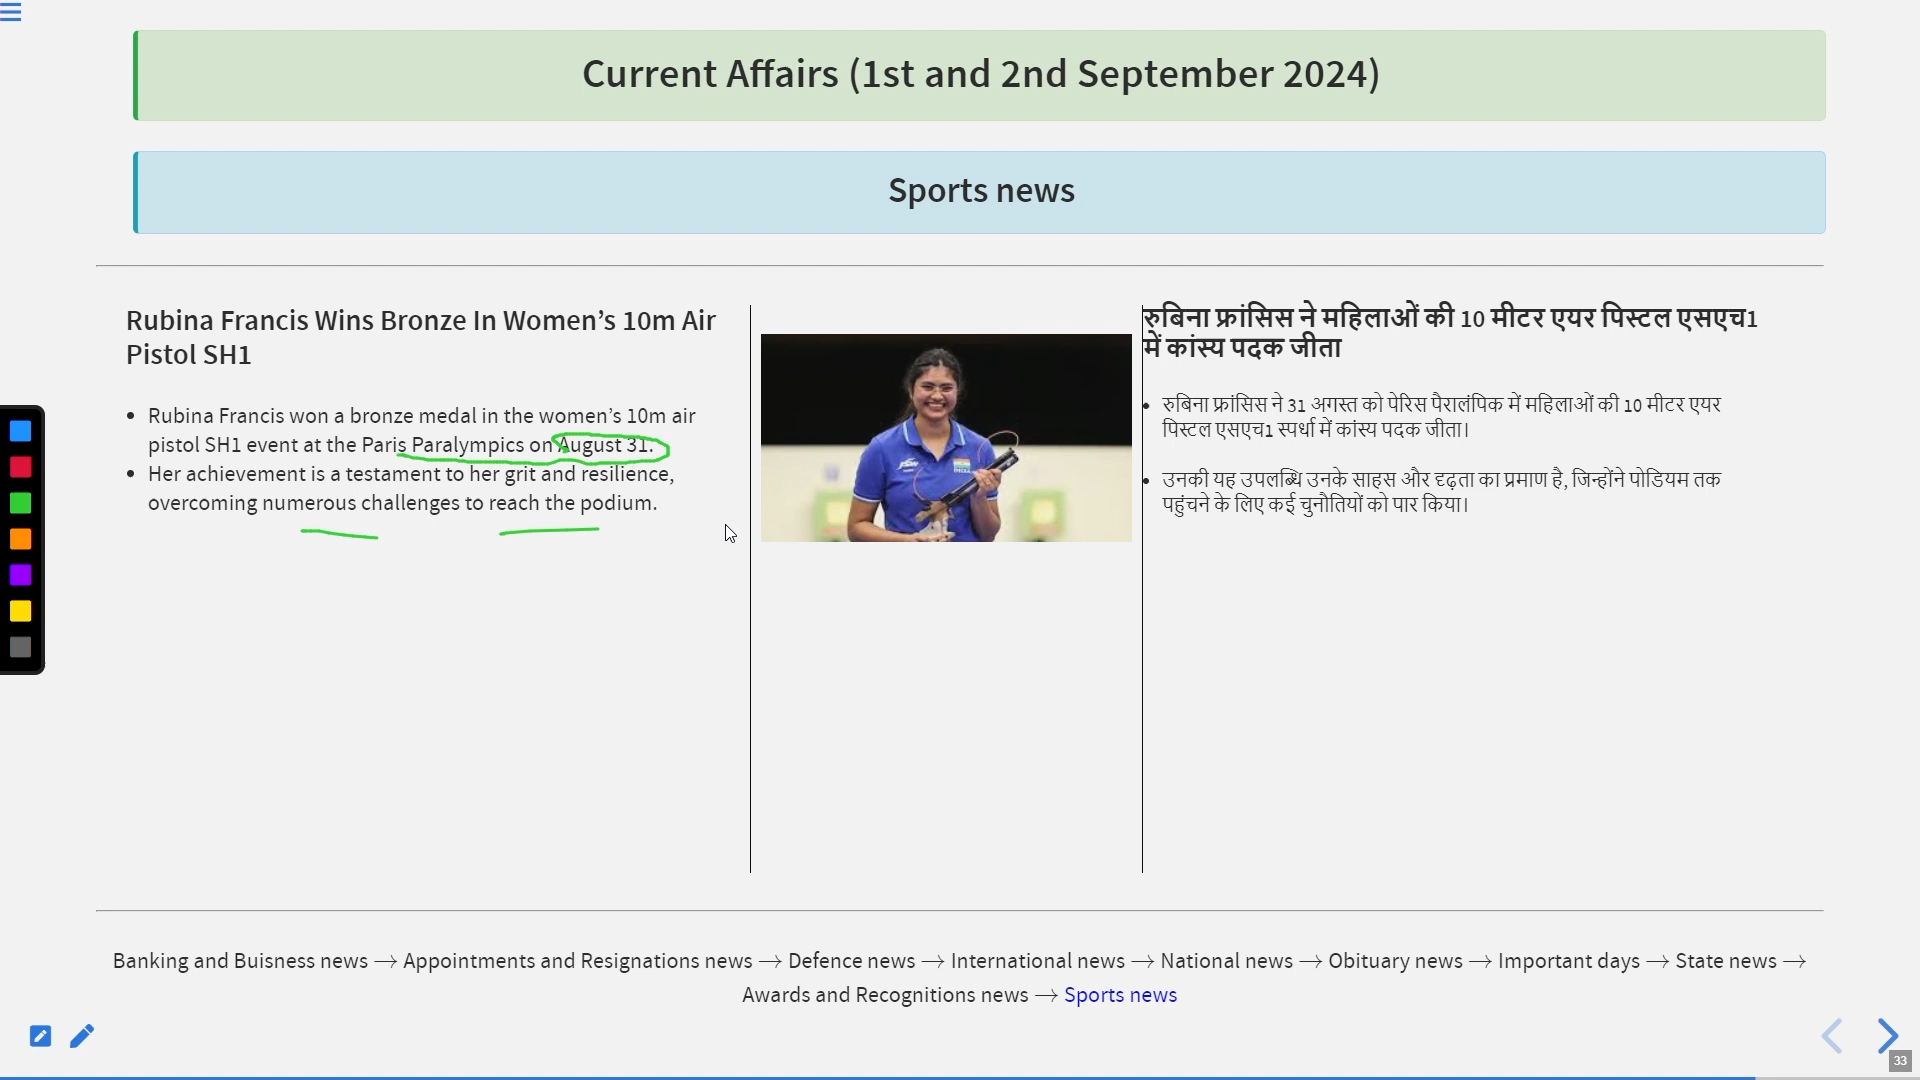 Current Affairs (1st and 2nd September 2024)
Sports news
Rubina Francis Wins Bronze In Women’s 10m Air
Pistol SH1
Rubina Francis won a bronze medal in the women’s 10m air
pistol SH1 event at the Paris Paralympics on August 31.
Her achievement is a testament to her grit and resilience,
overcoming numerous challenges to reach the podium.
रुबिना फ्रांसिस ने महिलाओं की 10 मीटर एयर पिस्टल एसएच1
में कांस्य पदक जीता
रुबिना फ्रांसिस ने 31 अगस्त को पेरिस पैरालंपिक में महिलाओं की 10 मीटर एयर
पिस्टल एसएच1 स्पर्धा में कांस्य पदक जीता।
उनकी यह उपलब्धि उनके साहस और दृढ़ता का प्रमाण है, जिन्होंने पोडियम तक
पहुंचने के लिए कई चुनौतियों को पार किया।
Banking and Buisness news → Appointments and Resignations news → Defence news → International news → National news → Obituary news → Important days → State news →
Awards and Recognitions news → Sports news
33